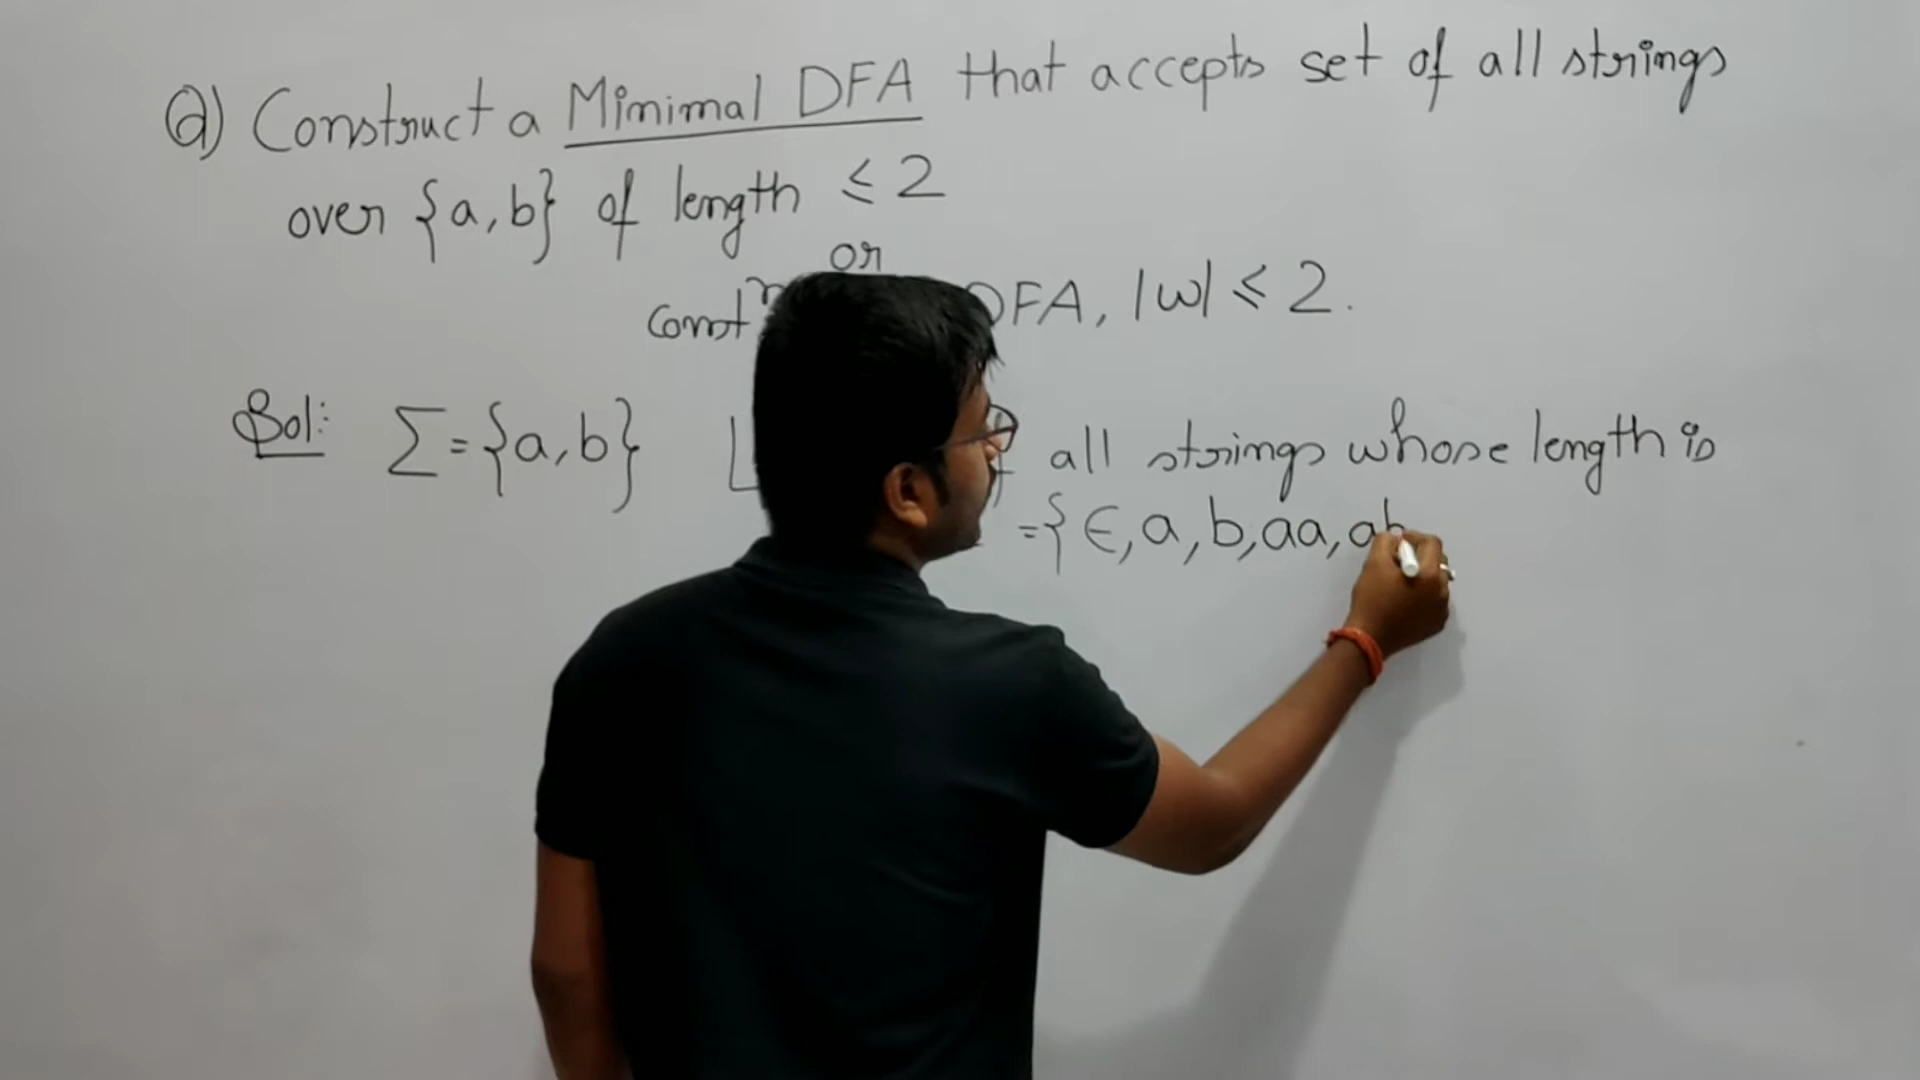 Q) Construct a Minimal DFA that accepts set of all strings
over {a, b} of length ≤ 2
or
DFA, |w| ≤ 2.
Sol: Σ = {a, b} all strings whose length is
= { ϵ, a, b, aa, ab